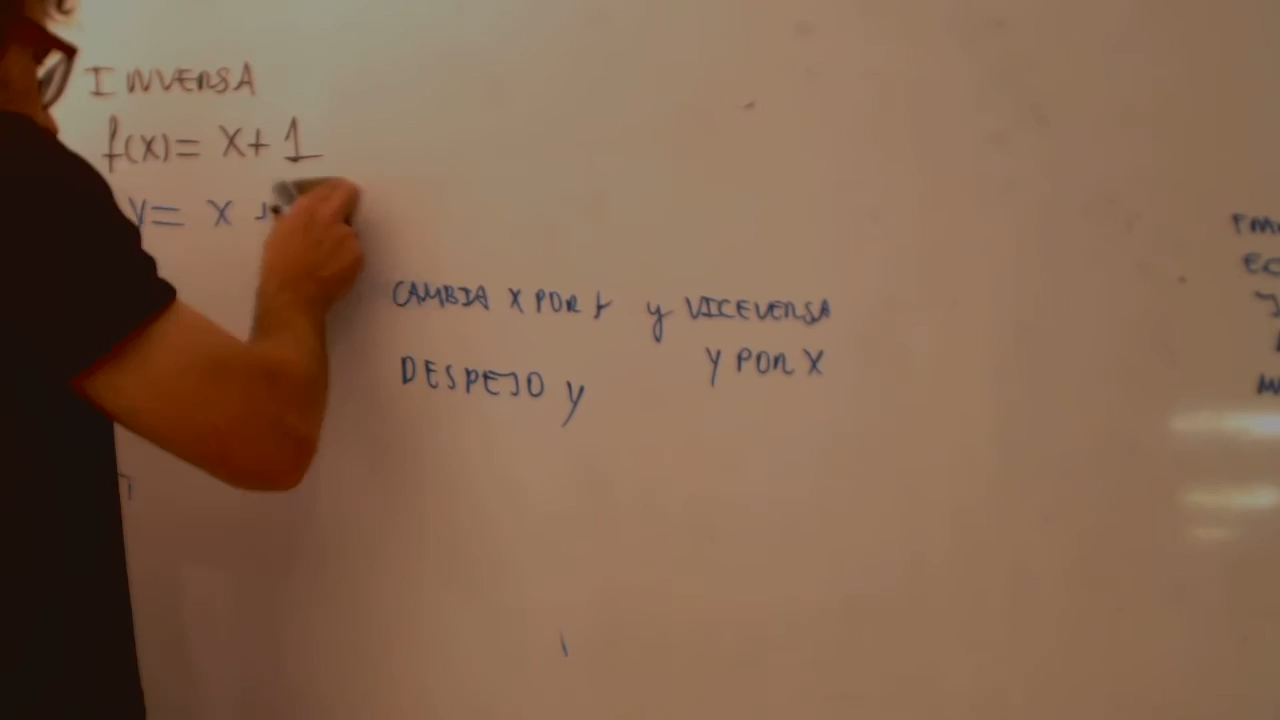 INVERSA
f(x)= x+1
y= x
CAMBIA X POR Y y VICEVERSA
Y POR X
DESPEJO y